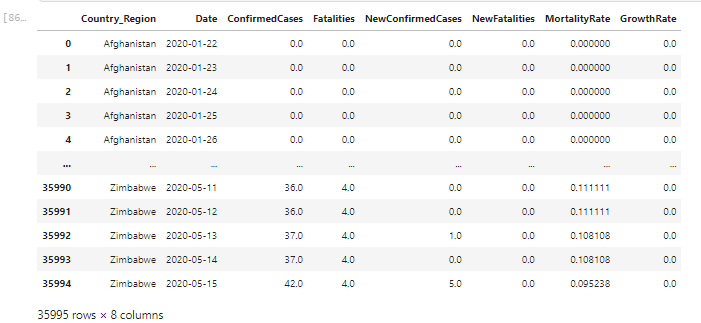 [86...
Country_Region Date ConfirmedCases Fatalities NewConfirmedCases NewFatalities MortalityRate GrowthRate
0 Afghanistan 2020-01-22 0.0 0.0 0.0 0.0 0.000000 0.0
1 Afghanistan 2020-01-23 0.0 0.0 0.0 0.0 0.000000 0.0
2 Afghanistan 2020-01-24 0.0 0.0 0.0 0.0 0.000000 0.0
3 Afghanistan 2020-01-25 0.0 0.0 0.0 0.0 0.000000 0.0
4 Afghanistan 2020-01-26 0.0 0.0 0.0 0.0 0.000000 0.0
... ... ... ... ... ... ... ... ...
35990 Zimbabwe 2020-05-11 36.0 4.0 0.0 0.0 0.111111 0.0
35991 Zimbabwe 2020-05-12 36.0 4.0 0.0 0.0 0.111111 0.0
35992 Zimbabwe 2020-05-13 37.0 4.0 1.0 0.0 0.108108 0.0
35993 Zimbabwe 2020-05-14 37.0 4.0 0.0 0.0 0.108108 0.0
35994 Zimbabwe 2020-05-15 42.0 4.0 5.0 0.0 0.095238 0.0
35995 rows × 8 columns